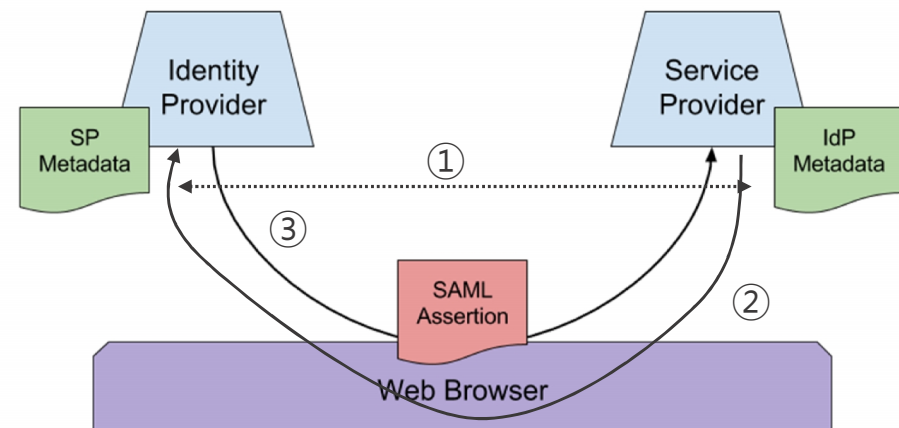 Identity
Provider
Service
Provider
SP
Metadata
IdP
Metadata
①
③
②
SAML
Assertion
Web Browser